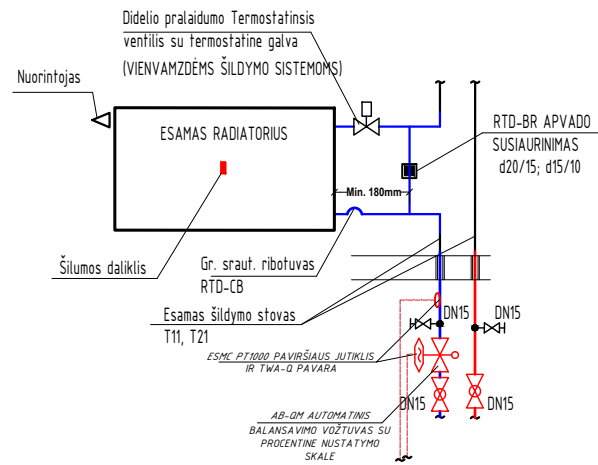 Didelio pralaidumo Termostatinsis
ventilis su termostatine galva
(VIENVAMZDĖMS ŠILDYMO SISTEMOMS)
Nuorintojas
ESAMAS RADIATORIUS
RTD-BR APVADO
SUSIAURINIMAS
d20/15; d15/10
Min. 180mm
Šilumos daliklis
Gr. sraut. ribotuvas
RTD-CB
Esamas šildymo stovas
T11, T21
DN15
DN15
ESMC PT1000 PAVIRŠIAUS JUTIKLIS
IR TWA-Q PAVARA
DN15
DN15
AB-QM AUTOMATINIS
BALANSAVIMO VOŽTUVAS SU
PROCENTINE NUSTATYMO
SKALE